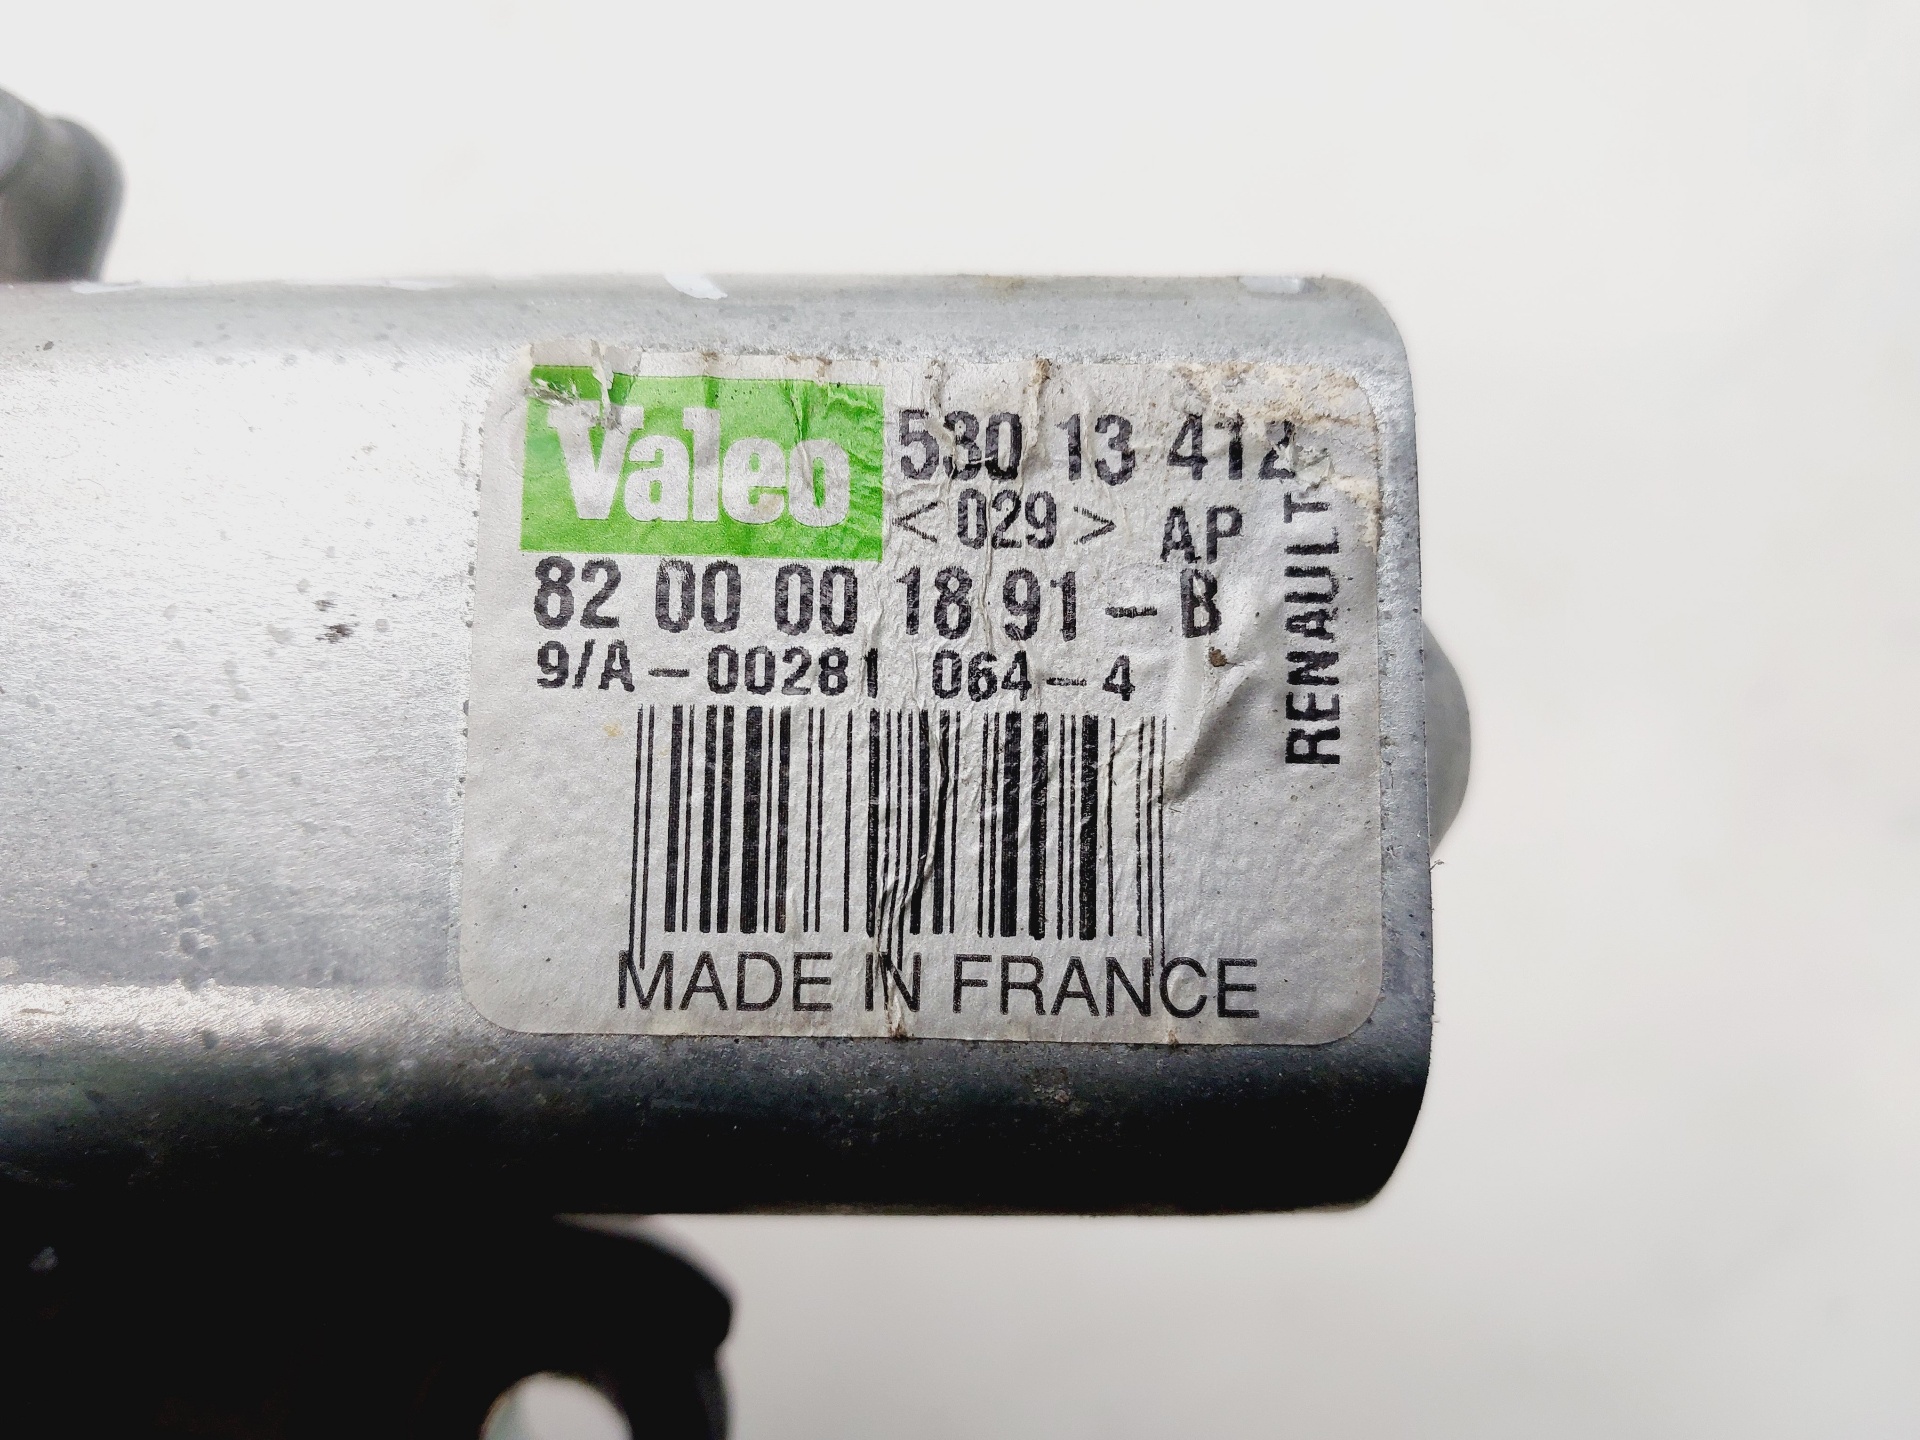 Valeo 530 13 412
<029> AP
82 00 00 18 91-B
9/A-00281 064-4
RENAULT
MADE IN FRANCE